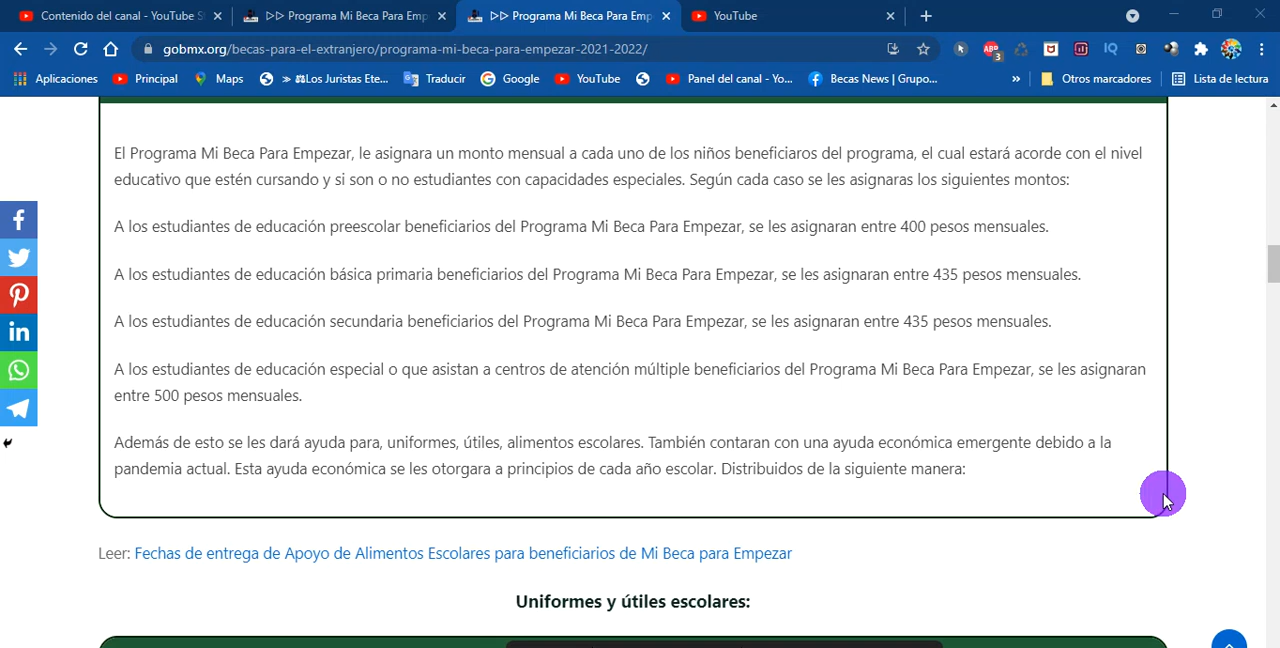 Contenido del canal - YouTube S
▷▷ Programa Mi Beca Para Emp
▷▷ Programa Mi Beca Para Emp
YouTube
gobmx.org/becas-para-el-extranjero/programa-mi-beca-para-empezar-2021-2022/
ABP 3 IQ
Aplicaciones Principal Maps » ⚖Los Juristas Ete... Traducir Google YouTube Panel del canal - Yo... Becas News | Grupo... » Otros marcadores Lista de lectura
El Programa Mi Beca Para Empezar, le asignara un monto mensual a cada uno de los niños beneficiaros del programa, el cual estará acorde con el nivel
educativo que estén cursando y si son o no estudiantes con capacidades especiales. Según cada caso se les asignaras los siguientes montos:
A los estudiantes de educación preescolar beneficiarios del Programa Mi Beca Para Empezar, se les asignaran entre 400 pesos mensuales.
A los estudiantes de educación básica primaria beneficiarios del Programa Mi Beca Para Empezar, se les asignaran entre 435 pesos mensuales.
A los estudiantes de educación secundaria beneficiarios del Programa Mi Beca Para Empezar, se les asignaran entre 435 pesos mensuales.
A los estudiantes de educación especial o que asistan a centros de atención múltiple beneficiarios del Programa Mi Beca Para Empezar, se les asignaran
entre 500 pesos mensuales.
Además de esto se les dará ayuda para, uniformes, útiles, alimentos escolares. También contaran con una ayuda económica emergente debido a la
pandemia actual. Esta ayuda económica se les otorgara a principios de cada año escolar. Distribuidos de la siguiente manera:
Leer: Fechas de entrega de Apoyo de Alimentos Escolares para beneficiarios de Mi Beca para Empezar
Uniformes y útiles escolares: